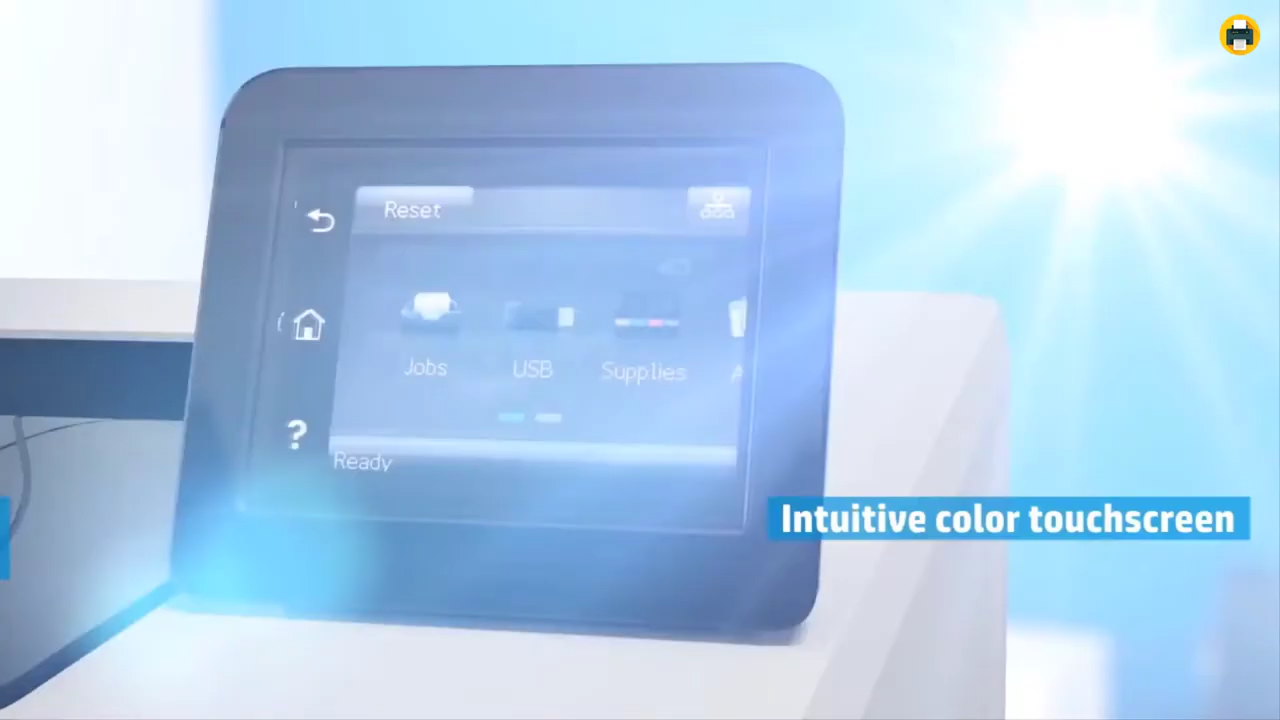 Reset
Jobs
USB
Supplies
A
?
Ready
Intuitive color touchscreen